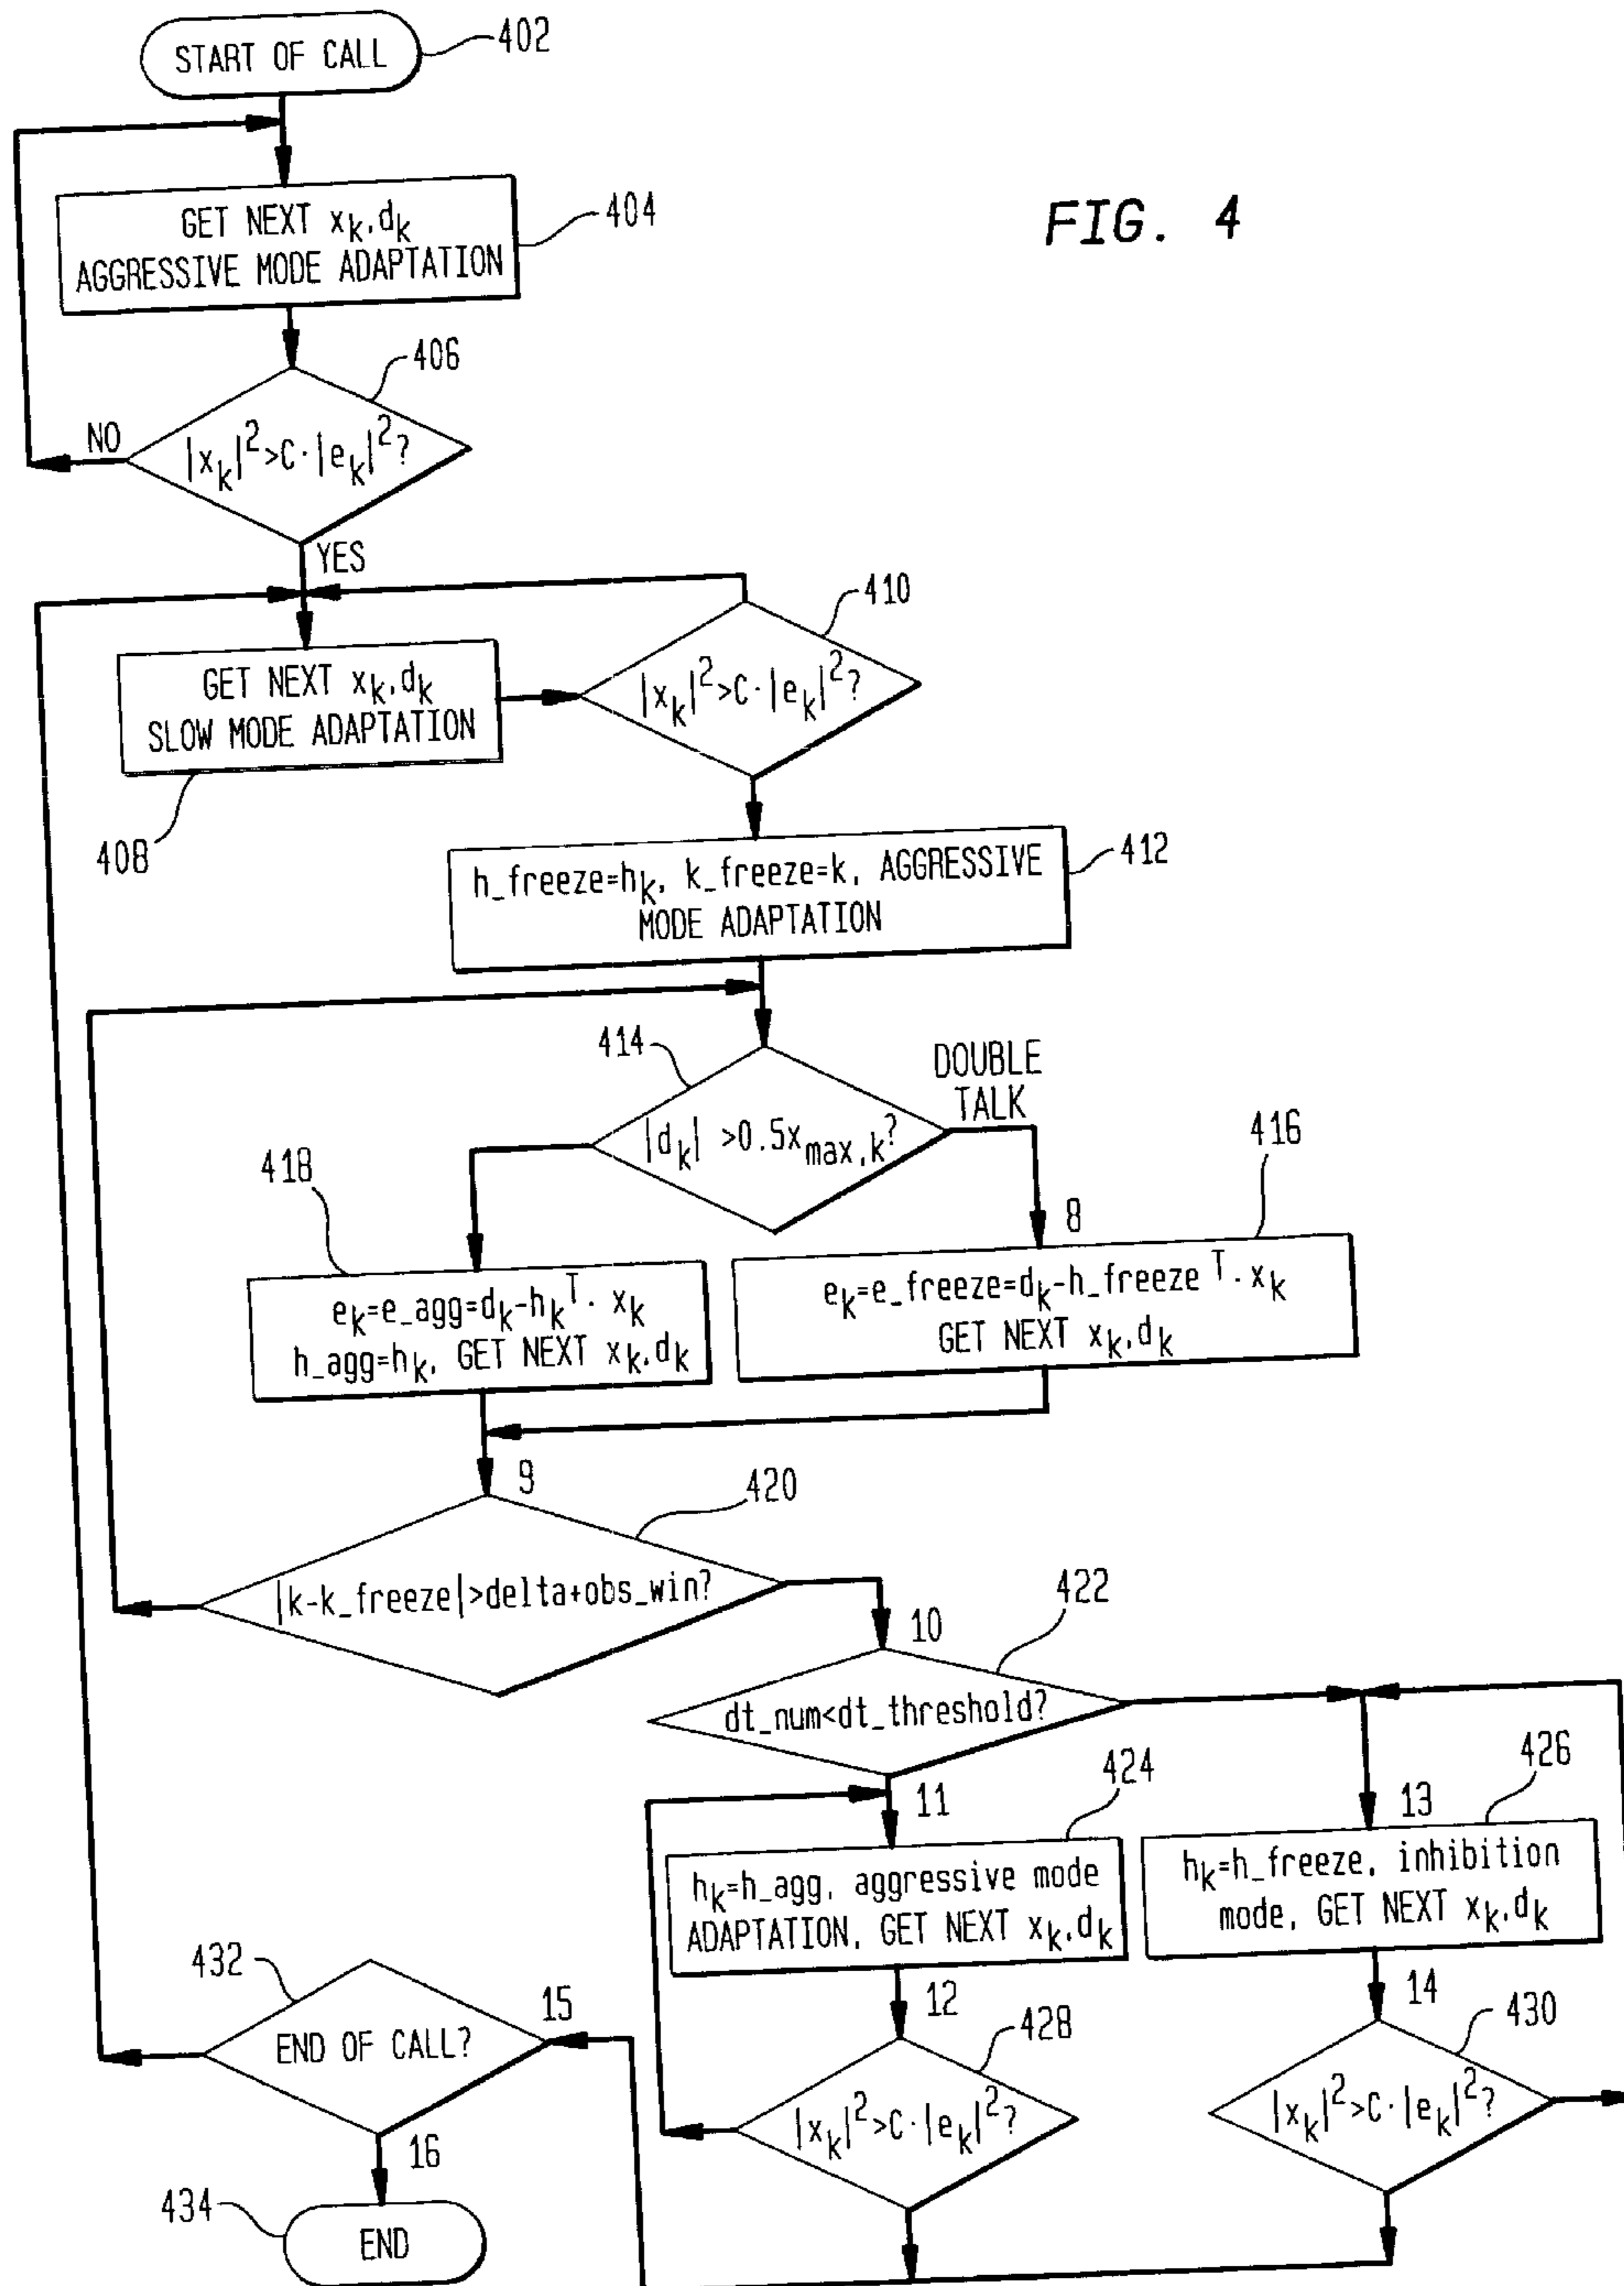 START OF CALL
402
FIG. 4
GET NEXT xₖ,dₖ
AGGRESSIVE MODE ADAPTATION
404
406
|xₖ|²>C·|eₖ|²?
NO
YES
GET NEXT xₖ,dₖ
SLOW MODE ADAPTATION
408
410
|xₖ|²>C·|eₖ|²?
h_freeze=hₖ, k_freeze=k, AGGRESSIVE
MODE ADAPTATION
412
414
|dₖ| >0.5x_max,k?
DOUBLE
TALK
8
416
eₖ=e_freeze=dₖ-h_freeze ᵀ· xₖ
GET NEXT xₖ,dₖ
418
eₖ=e_agg=dₖ-hₖᵀ· xₖ
h_agg=hₖ, GET NEXT xₖ,dₖ
9
420
|k-k_freeze|>delta+obs_win?
10
422
dt_num<dt_threshold?
11
424
hₖ=h_agg, aggressive mode
ADAPTATION, GET NEXT xₖ,dₖ
13
426
hₖ=h_freeze, inhibition
mode, GET NEXT xₖ,dₖ
12
428
|xₖ|²>C·|eₖ|²?
14
430
|xₖ|²>C·|eₖ|²?
432
15
END OF CALL?
16
434
END